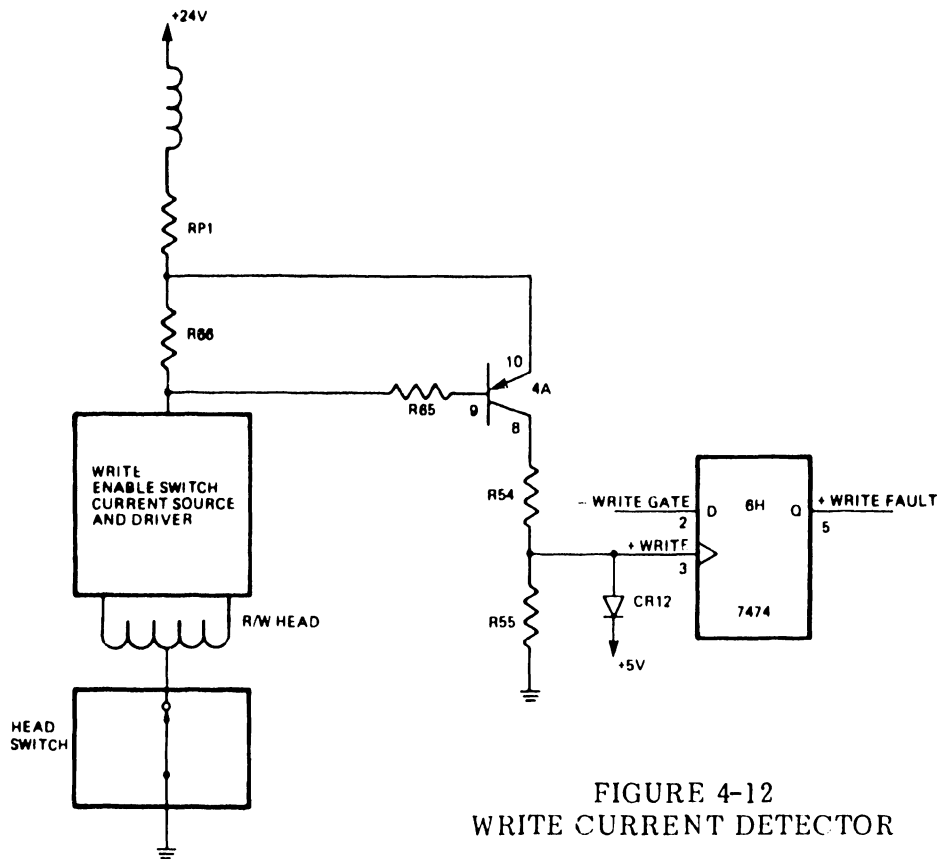 +24V
RP1
R66
10
4A
R65
9
8
WRITE
ENABLE SWITCH
CURRENT SOURCE
AND DRIVER
R54
- WRITE GATE
2
D
6H
Q
+ WRITE FAULT
5
+ WRITE
3
CR12
7474
R/W HEAD
R55
+5V
HEAD
SWITCH
FIGURE 4-12
WRITE CURRENT DETECTOR